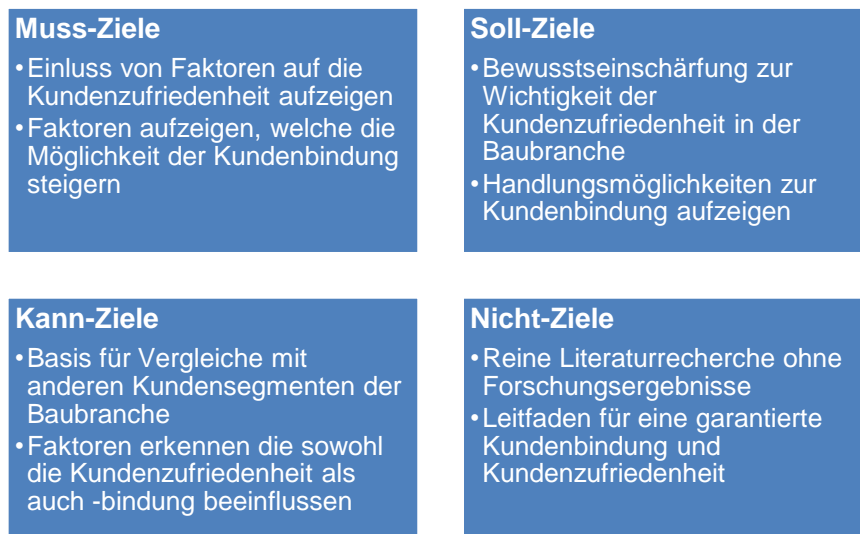 Muss-Ziele
•Einluss von Faktoren auf die
Kundenzufriedenheit aufzeigen
•Faktoren aufzeigen, welche die
Möglichkeit der Kundenbindung
steigern
Soll-Ziele
•Bewusstseinschärfung zur
Wichtigkeit der
Kundenzufriedenheit in der
Baubranche
•Handlungsmöglichkeiten zur
Kundenbindung aufzeigen
Kann-Ziele
•Basis für Vergleiche mit
anderen Kundensegmenten der
Baubranche
•Faktoren erkennen die sowohl
die Kundenzufriedenheit als
auch -bindung beeinflussen
Nicht-Ziele
•Reine Literaturrecherche ohne
Forschungsergebnisse
•Leitfaden für eine garantierte
Kundenbindung und
Kundenzufriedenheit